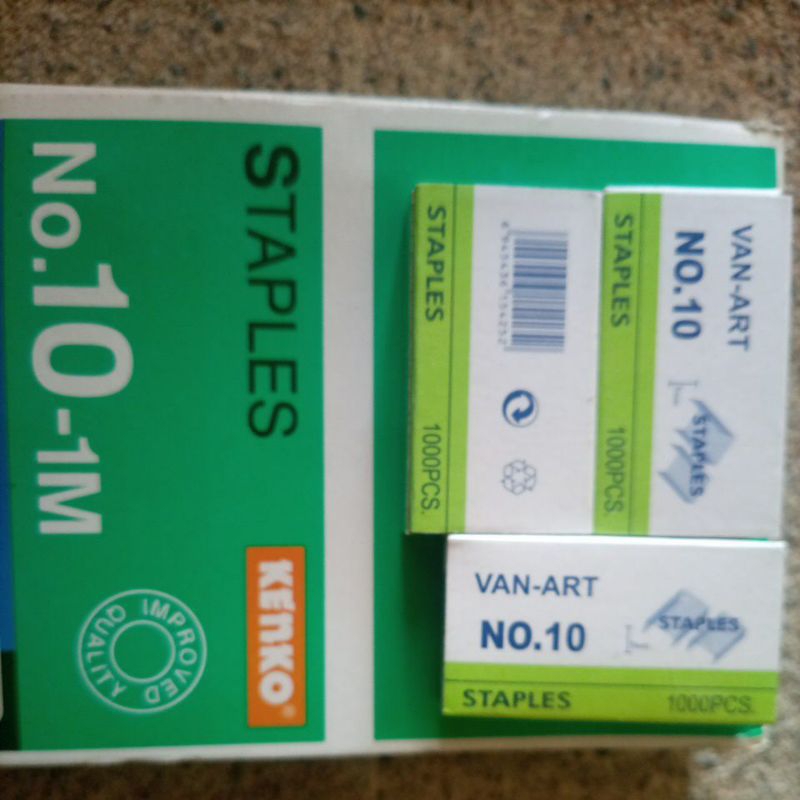 STAPLES
No.10-1M
KENKO®
IMPROVED QUALITY
VAN-ART
NO.10
STAPLES
STAPLES
1000PCS.
STAPLES
1000PCS.
VAN-ART
NO.10
STAPLES
STAPLES
1000PCS.